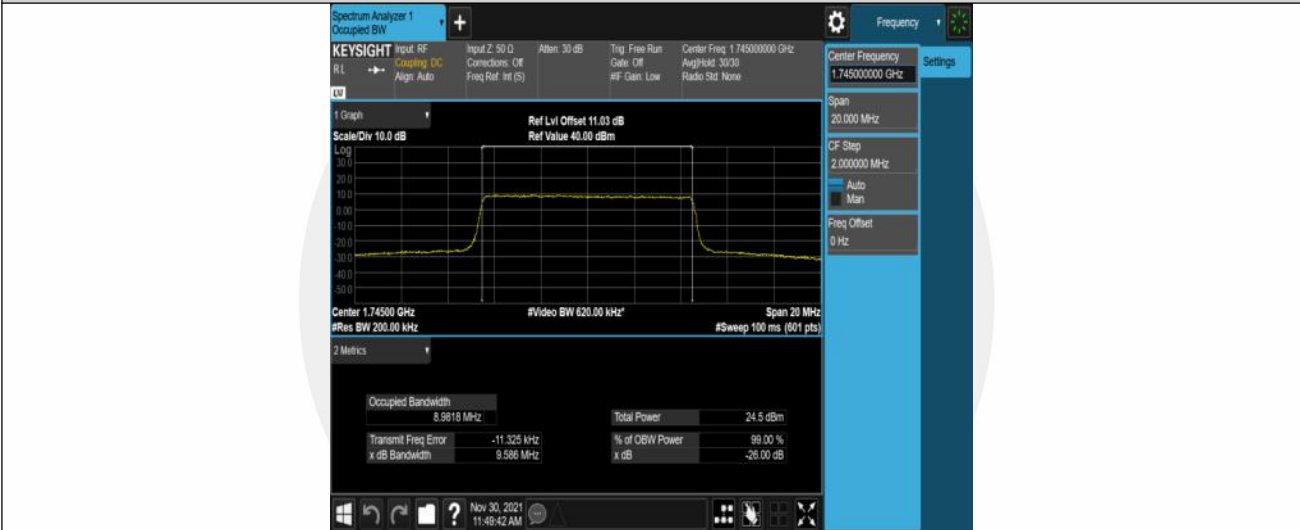 Spectrum Analyzer 1
Occupied BW
+
Frequency
KEYSIGHT Input: RF Input Z: 50 Ω Atten: 30 dB Trig: Free Run Center Freq: 1.745000000 GHz
RL Coupling: DC Corrections: Off Gate: Off Avg|Hold: 30/30
Align: Auto Freq Ref: Int (S) #IF Gain: Low Radio Std: None
Center Frequency
1.745000000 GHz
Settings
Span
20.000 MHz
CF Step
2.000000 MHz
Auto
Man
Freq Offset
0 Hz
1 Graph
Ref Lvl Offset 11.03 dB
Scale/Div 10.0 dB Ref Value 40.00 dBm
Log
30.0
20.0
10.0
0.00
-10.0
-20.0
-30.0
-40.0
-50.0
Center 1.74500 GHz #Video BW 620.00 kHz* Span 20 MHz
#Res BW 200.00 kHz #Sweep 100 ms (601 pts)
2 Metrics
Occupied Bandwidth
8.9818 MHz Total Power 24.5 dBm
Transmit Freq Error -11.325 kHz % of OBW Power 99.00 %
x dB Bandwidth 9.586 MHz x dB -26.00 dB
? Nov 30, 2021
11:49:42 AM